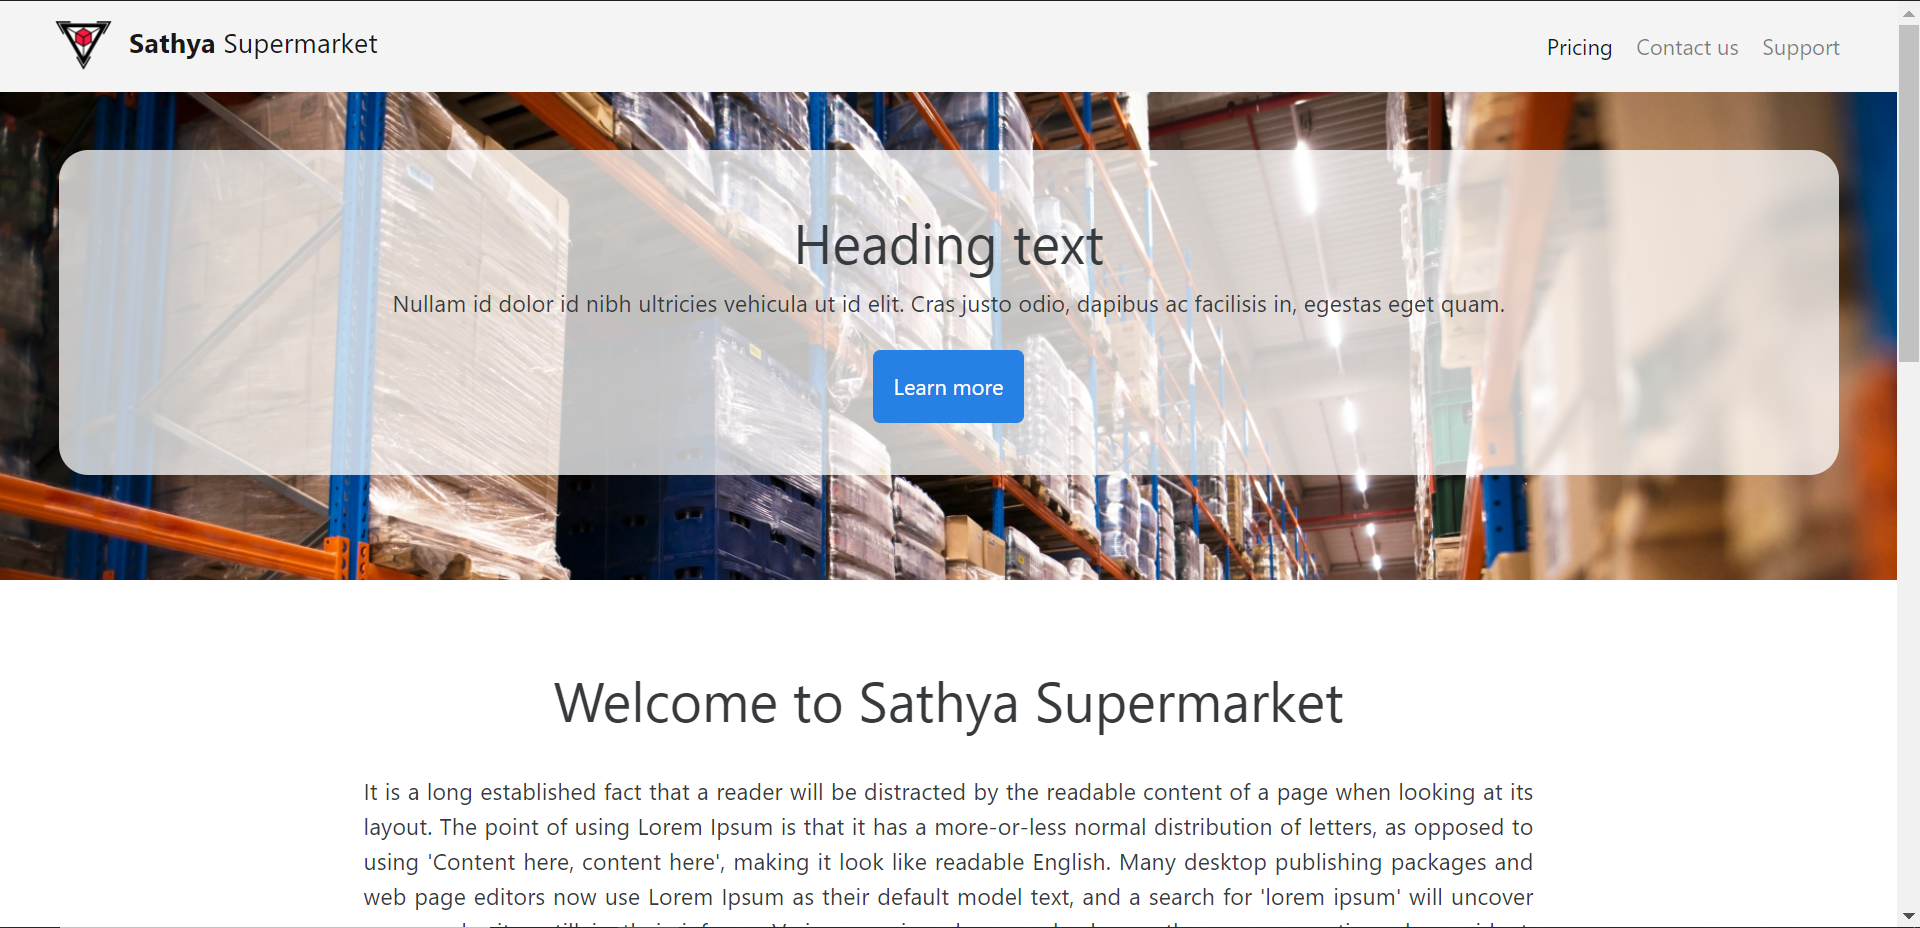 Sathya Supermarket
Pricing Contact us Support
Heading text
Nullam id dolor id nibh ultricies vehicula ut id elit. Cras justo odio, dapibus ac facilisis in, egestas eget quam.
Learn more
Welcome to Sathya Supermarket
It is a long established fact that a reader will be distracted by the readable content of a page when looking at its
layout. The point of using Lorem Ipsum is that it has a more-or-less normal distribution of letters, as opposed to
using 'Content here, content here', making it look like readable English. Many desktop publishing packages and
web page editors now use Lorem Ipsum as their default model text, and a search for 'lorem ipsum' will uncover